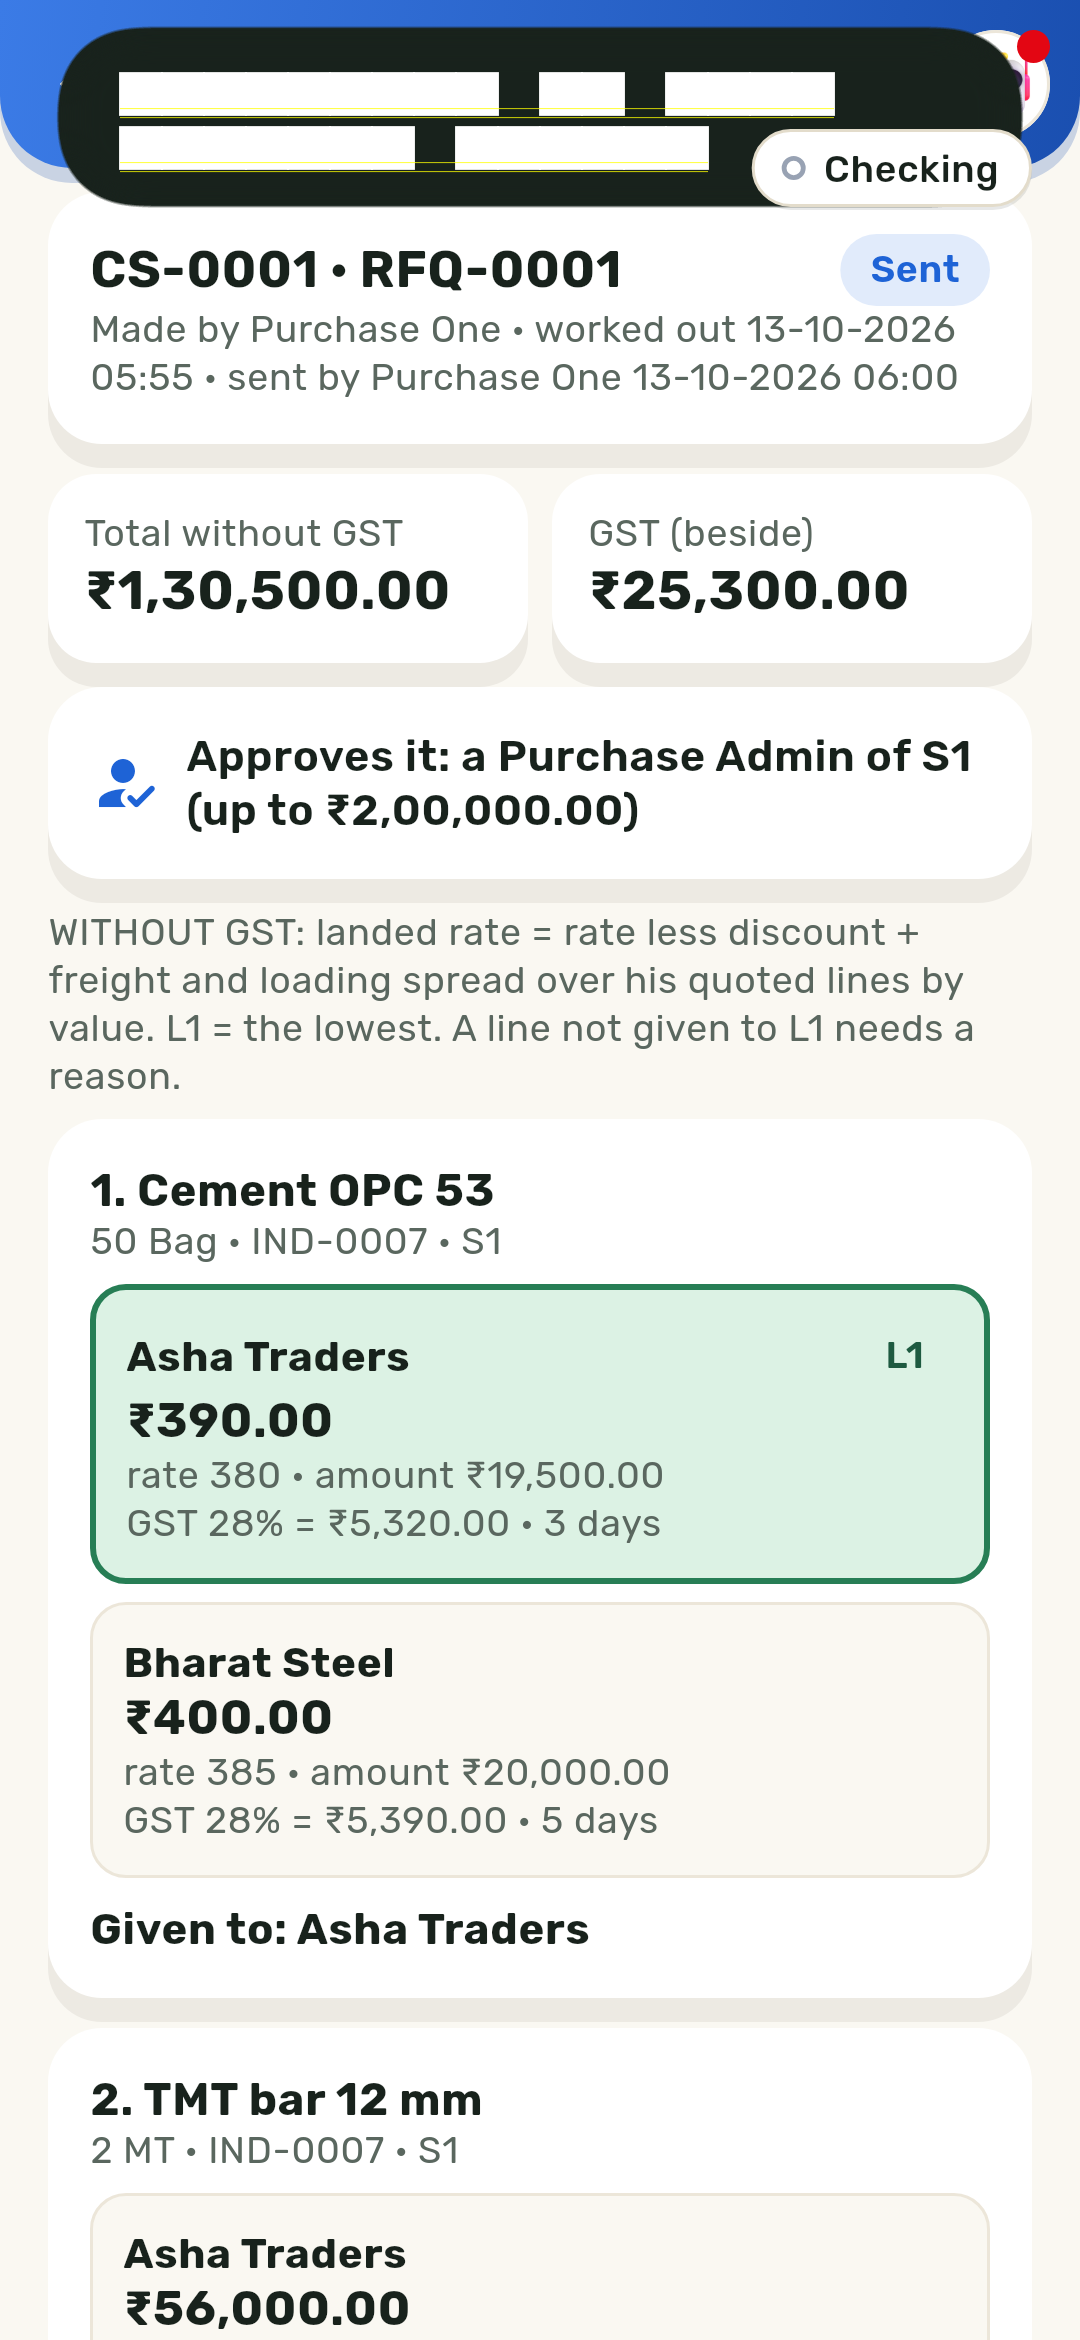 Checking
CS-0001 • RFQ-0001
Sent
Made by Purchase One • worked out 13-10-2026
05:55 • sent by Purchase One 13-10-2026 06:00
Total without GST
₹1,30,500.00
GST (beside)
₹25,300.00
Approves it: a Purchase Admin of S1
(up to ₹2,00,000.00)
WITHOUT GST: landed rate = rate less discount +
freight and loading spread over his quoted lines by
value. L1 = the lowest. A line not given to L1 needs a
reason.
1. Cement OPC 53
50 Bag • IND-0007 • S1
Asha Traders
L1
₹390.00
rate 380 • amount ₹19,500.00
GST 28% = ₹5,320.00 • 3 days
Bharat Steel
₹400.00
rate 385 • amount ₹20,000.00
GST 28% = ₹5,390.00 • 5 days
Given to: Asha Traders
2. TMT bar 12 mm
2 MT • IND-0007 • S1
Asha Traders
₹56,000.00